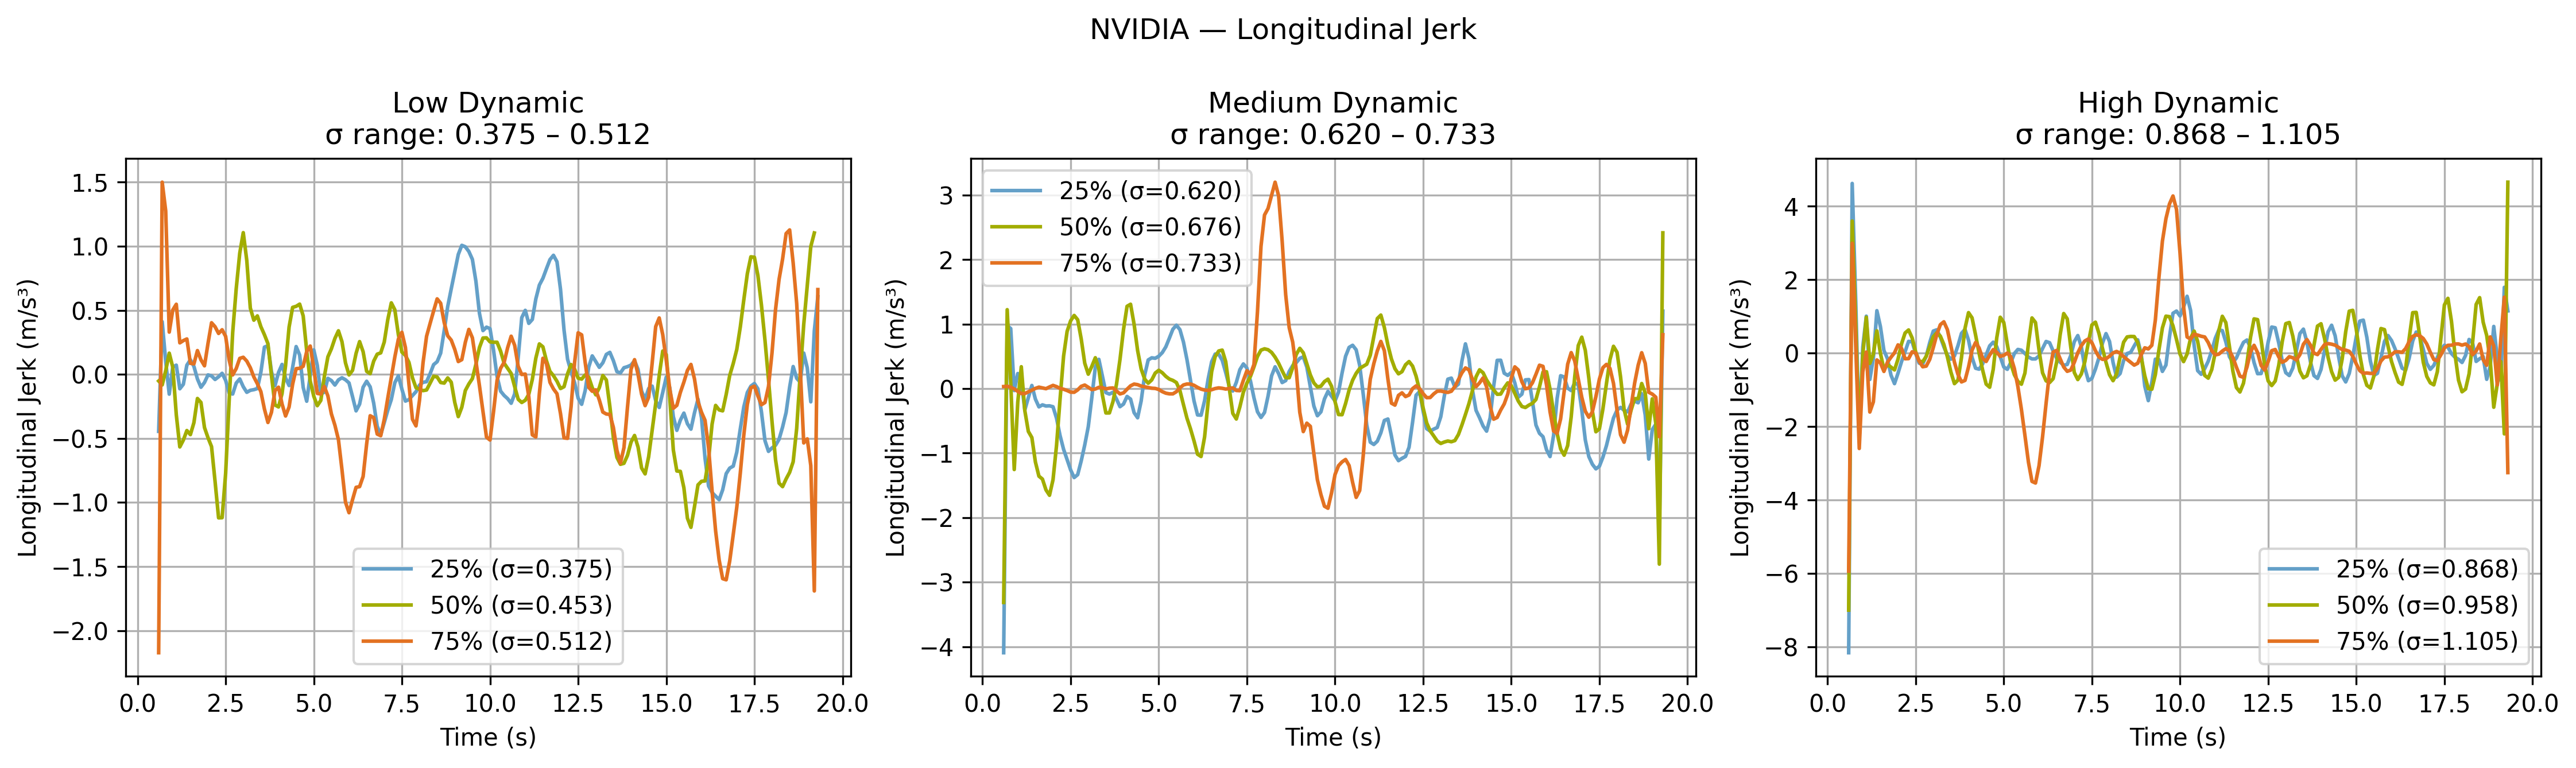 NVIDIA — Longitudinal Jerk
Low Dynamic
σ range: 0.375 – 0.512
Longitudinal Jerk (m/s³)
1.5
1.0
0.5
0.0
−0.5
−1.0
−1.5
−2.0
25% (σ=0.375)
50% (σ=0.453)
75% (σ=0.512)
0.0 2.5 5.0 7.5 10.0 12.5 15.0 17.5 20.0
Time (s)
Medium Dynamic
σ range: 0.620 – 0.733
Longitudinal Jerk (m/s³)
3
2
1
0
−1
−2
−3
−4
25% (σ=0.620)
50% (σ=0.676)
75% (σ=0.733)
0.0 2.5 5.0 7.5 10.0 12.5 15.0 17.5 20.0
Time (s)
High Dynamic
σ range: 0.868 – 1.105
Longitudinal Jerk (m/s³)
4
2
0
−2
−4
−6
−8
25% (σ=0.868)
50% (σ=0.958)
75% (σ=1.105)
0.0 2.5 5.0 7.5 10.0 12.5 15.0 17.5 20.0
Time (s)